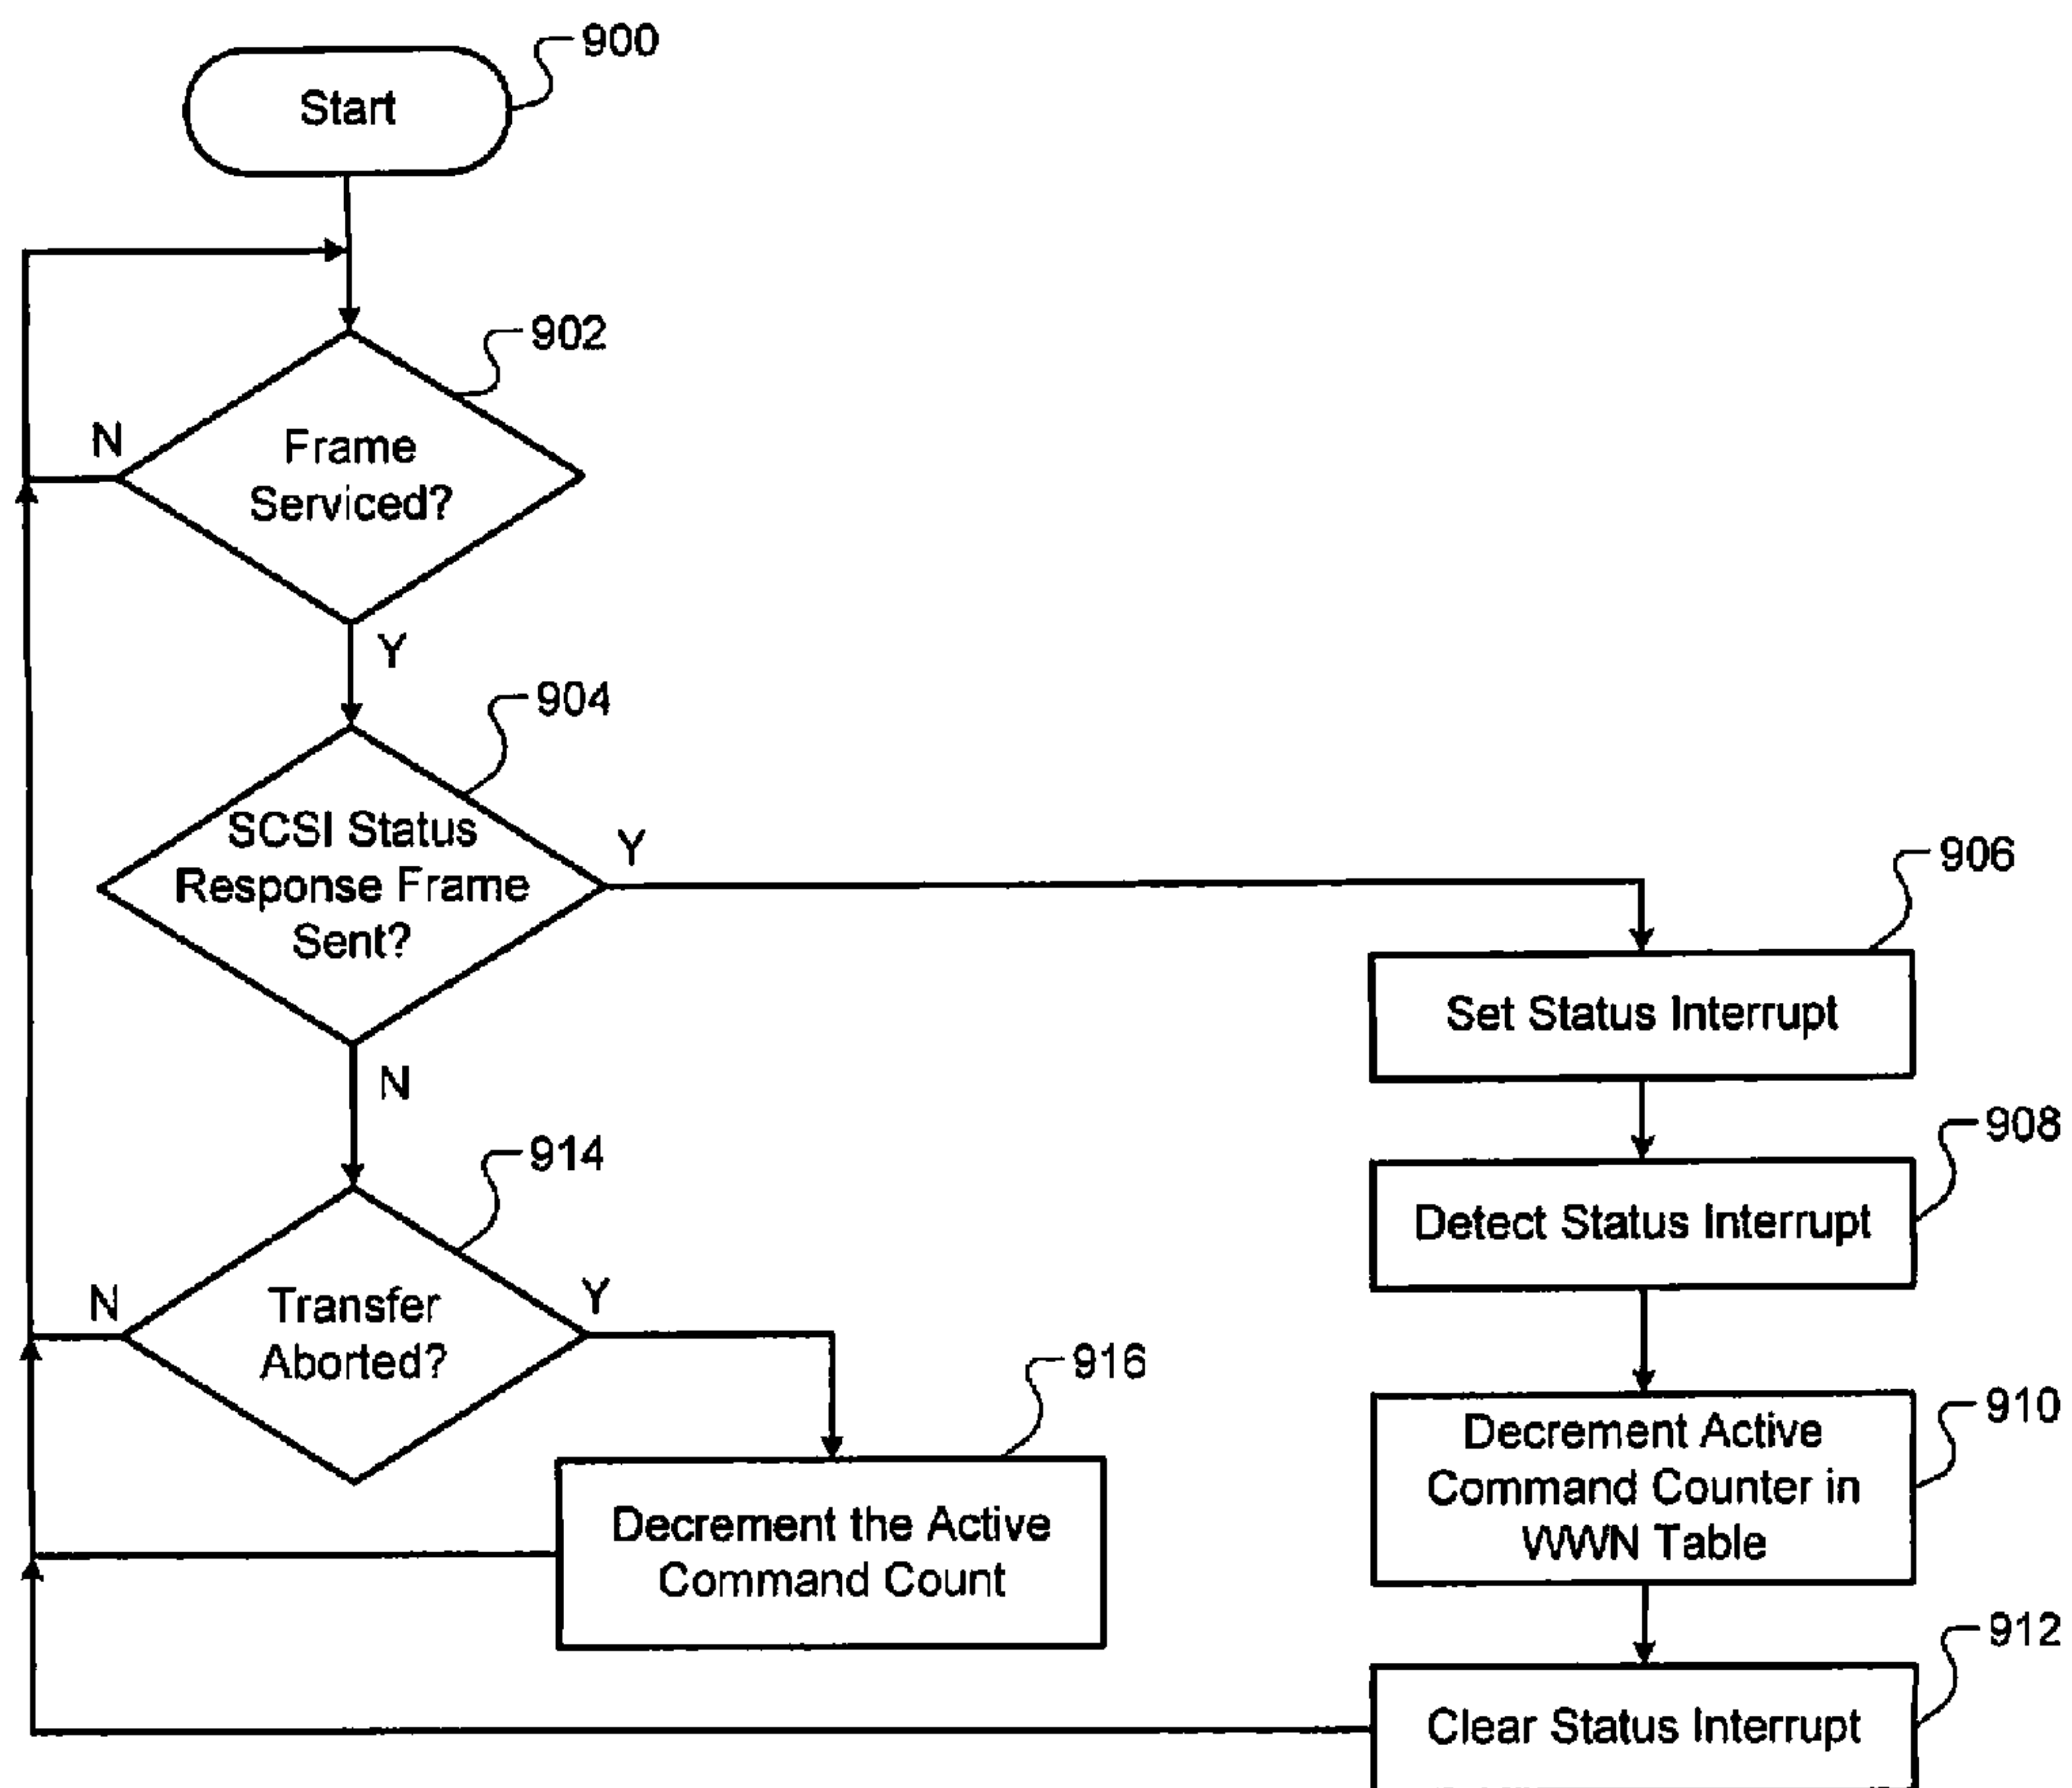 Start
900
902
N
Frame
Serviced?
Y
904
SCSI Status
Response Frame
Sent?
Y
906
Set Status Interrupt
N
908
Detect Status Interrupt
914
N
Transfer
Aborted?
Y
916
Decrement the Active
Command Count
910
Decrement Active
Command Counter in
WWN Table
912
Clear Status Interrupt